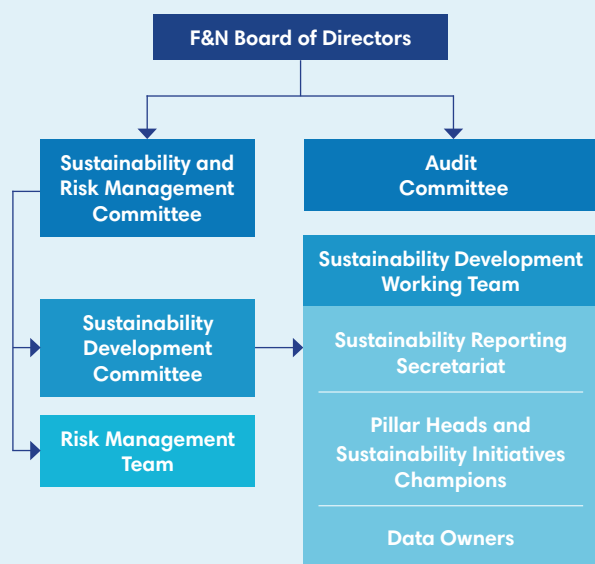 F&N Board of Directors
Sustainability and
Risk Management
Committee
Audit
Committee
Sustainability Development
Working Team
Sustainability
Development
Committee
Sustainability Reporting
Secretariat
Risk Management
Team
Pillar Heads and
Sustainability Initiatives
Champions
Data Owners